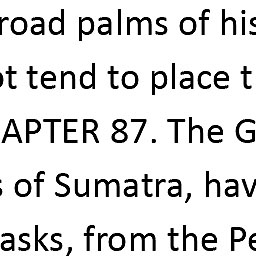 road palms of his
ot tend to place t
APTER 87. The G
s of Sumatra, hav
asks, from the Pe